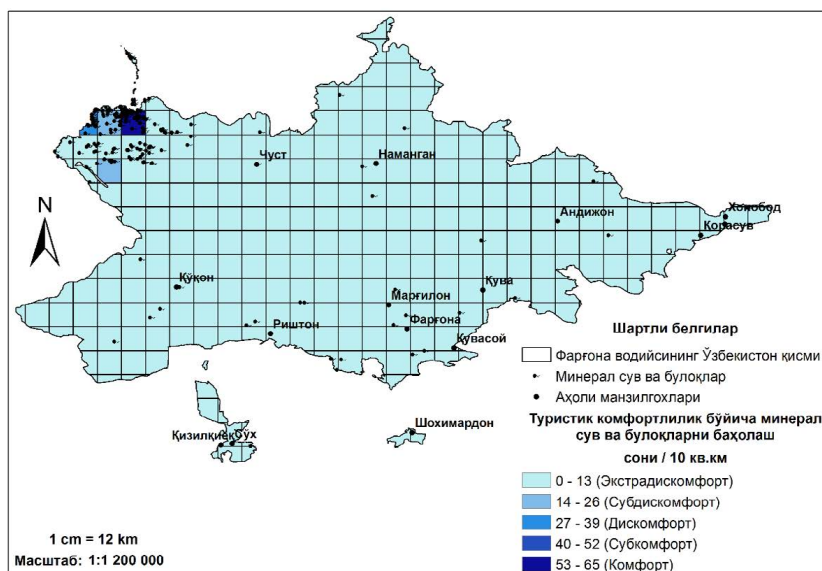 N
Чуст
Наманган
Андижон
Хонобод
Қорасув
Қўқон
Марғилон
Қува
Фарғона
Риштон
Қувасой
Сўх
Шохимардон
Шартли белгилар
Фарғона водийсининг Ўзбекистон қисми
Минерал сув ва булоқлар
Аҳоли манзилгохлари
Туристик комфортлилик бўйича минерал
сув ва булоқларни баҳолаш
сони / 10 кв.км
0 - 13 (Экстрадискомфорт)
14 - 26 (Субдискомфорт)
27 - 39 (Дискомфорт)
40 - 52 (Субкомфорт)
53 - 65 (Комфорт)
1 cm = 12 km
Масштаб: 1:1 200 000